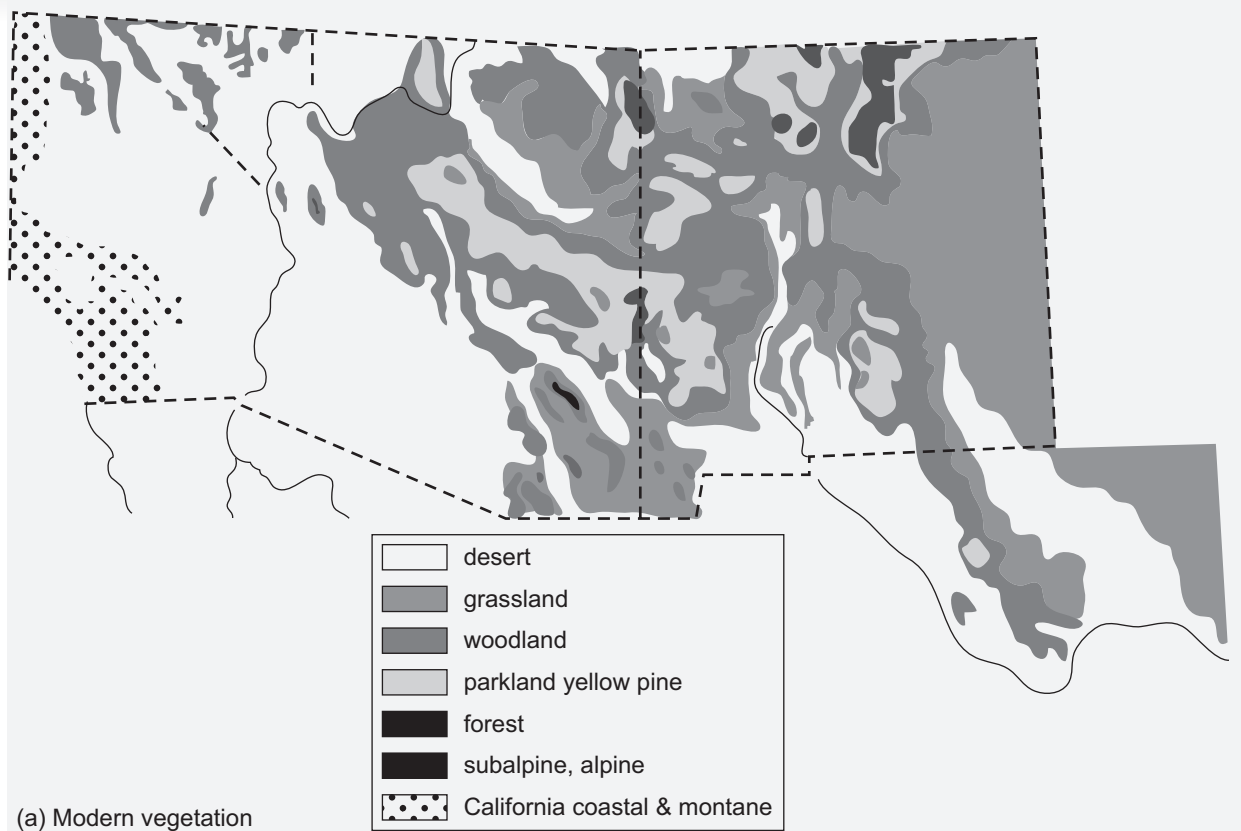 desert
grassland
woodland
parkland yellow pine
forest
subalpine, alpine
California coastal & montane
(a) Modern vegetation